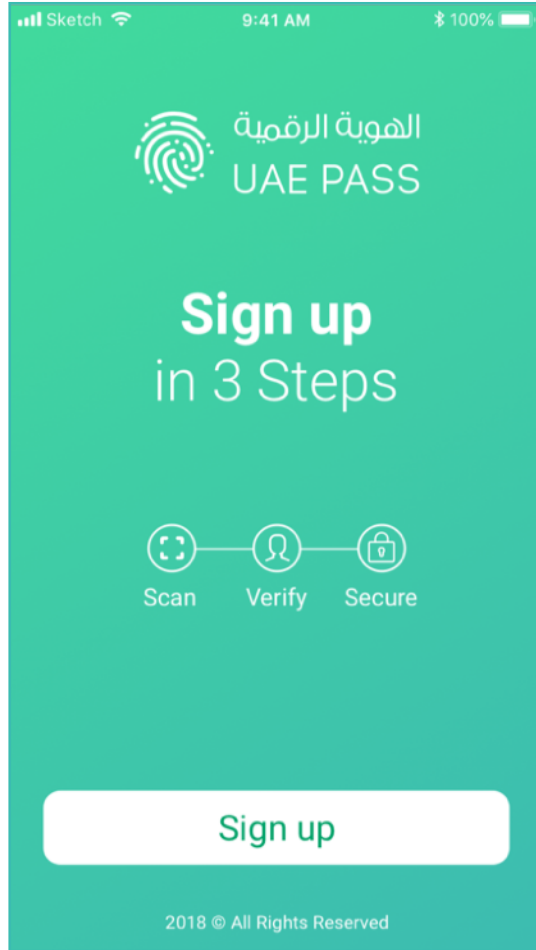 Sketch 9:41 AM 100%
الهوية الرقمية
UAE PASS
Sign up
in 3 Steps
Scan Verify Secure
Sign up
2018 © All Rights Reserved